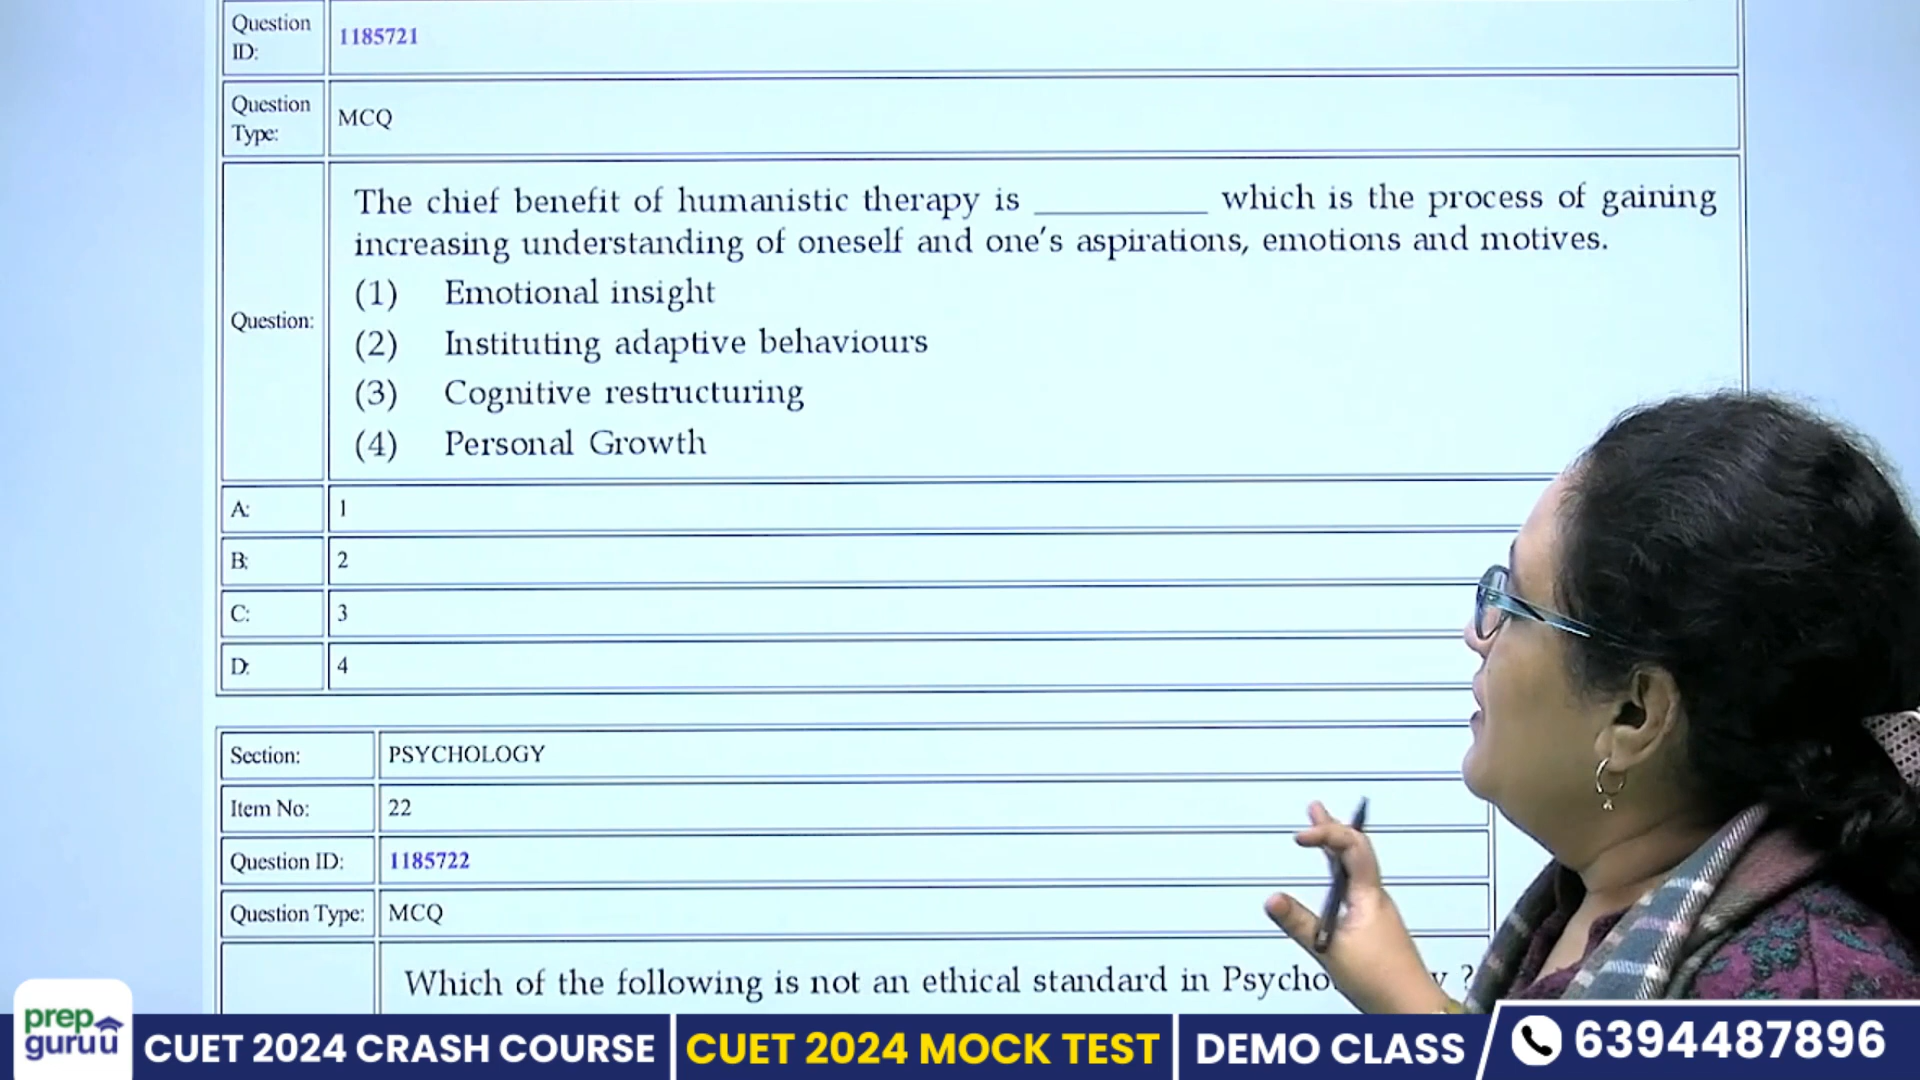 Question
ID:
1185721
Question
Type:
MCQ
Question:
The chief benefit of humanistic therapy is __________ which is the process of gaining
increasing understanding of oneself and one's aspirations, emotions and motives.
(1) Emotional insight
(2) Instituting adaptive behaviours
(3) Cognitive restructuring
(4) Personal Growth
A: 1
B: 2
C: 3
D: 4
Section: PSYCHOLOGY
Item No: 22
Question ID: 1185722
Question Type: MCQ
Which of the following is not an ethical standard in ?
prep
guruu
CUET 2024 CRASH COURSE
CUET 2024 MOCK TEST
DEMO CLASS
6394487896